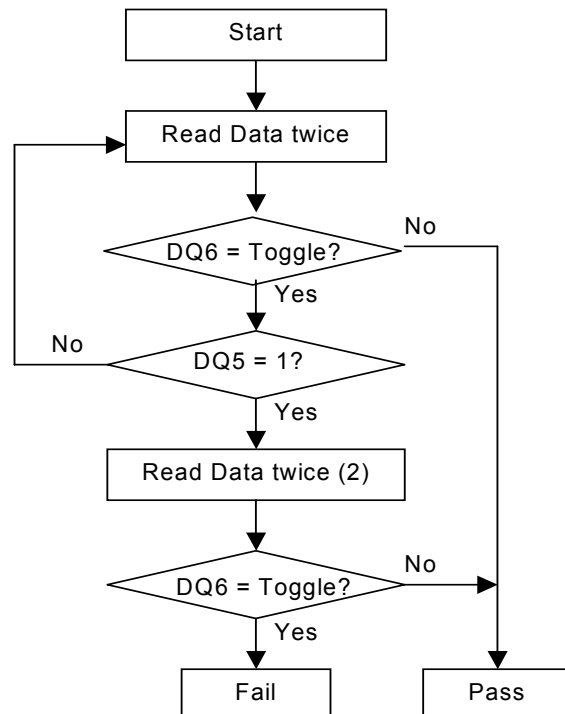 Start
Read Data twice
DQ6 = Toggle?
No
Yes
No
DQ5 = 1?
Yes
Read Data twice (2)
DQ6 = Toggle?
No
Yes
Fail
Pass